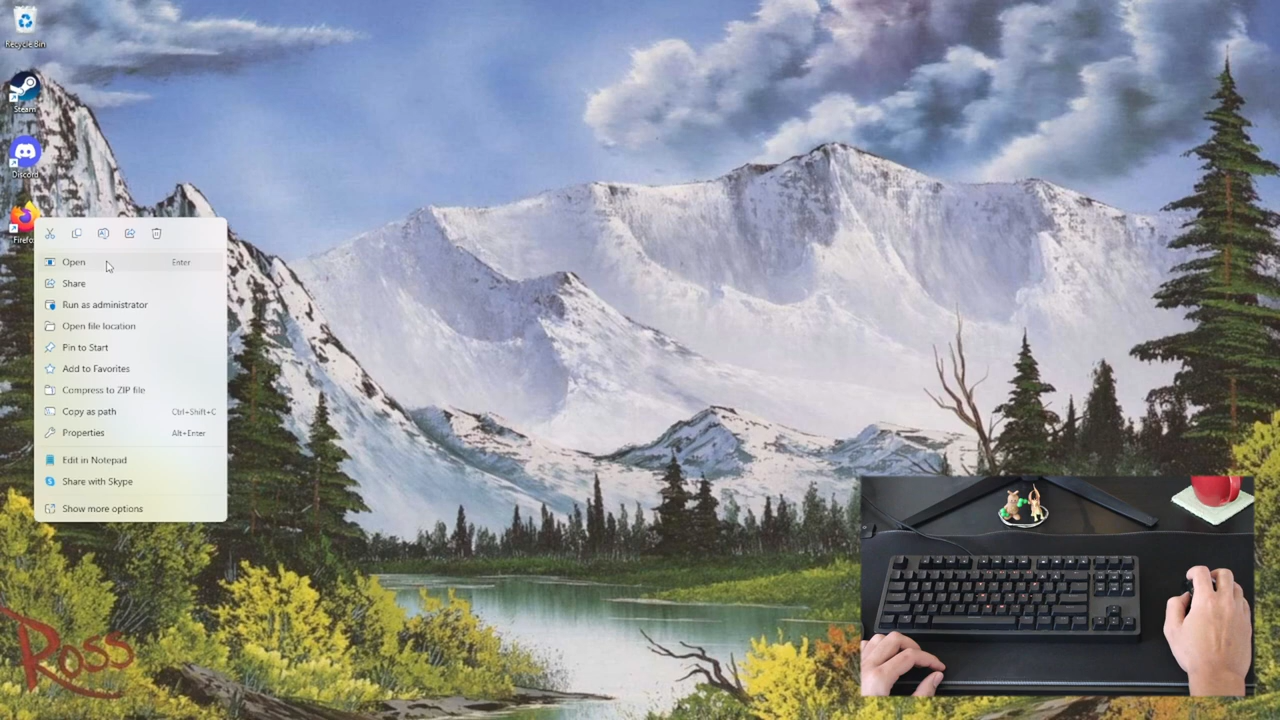 Recycle Bin
Steam
Discord
Firefo
Open Enter
Share
Run as administrator
Open file location
Pin to Start
Add to Favorites
Compress to ZIP file
Copy as path Ctrl+Shift+C
Properties Alt+Enter
Edit in Notepad
Share with Skype
Show more options
Ross